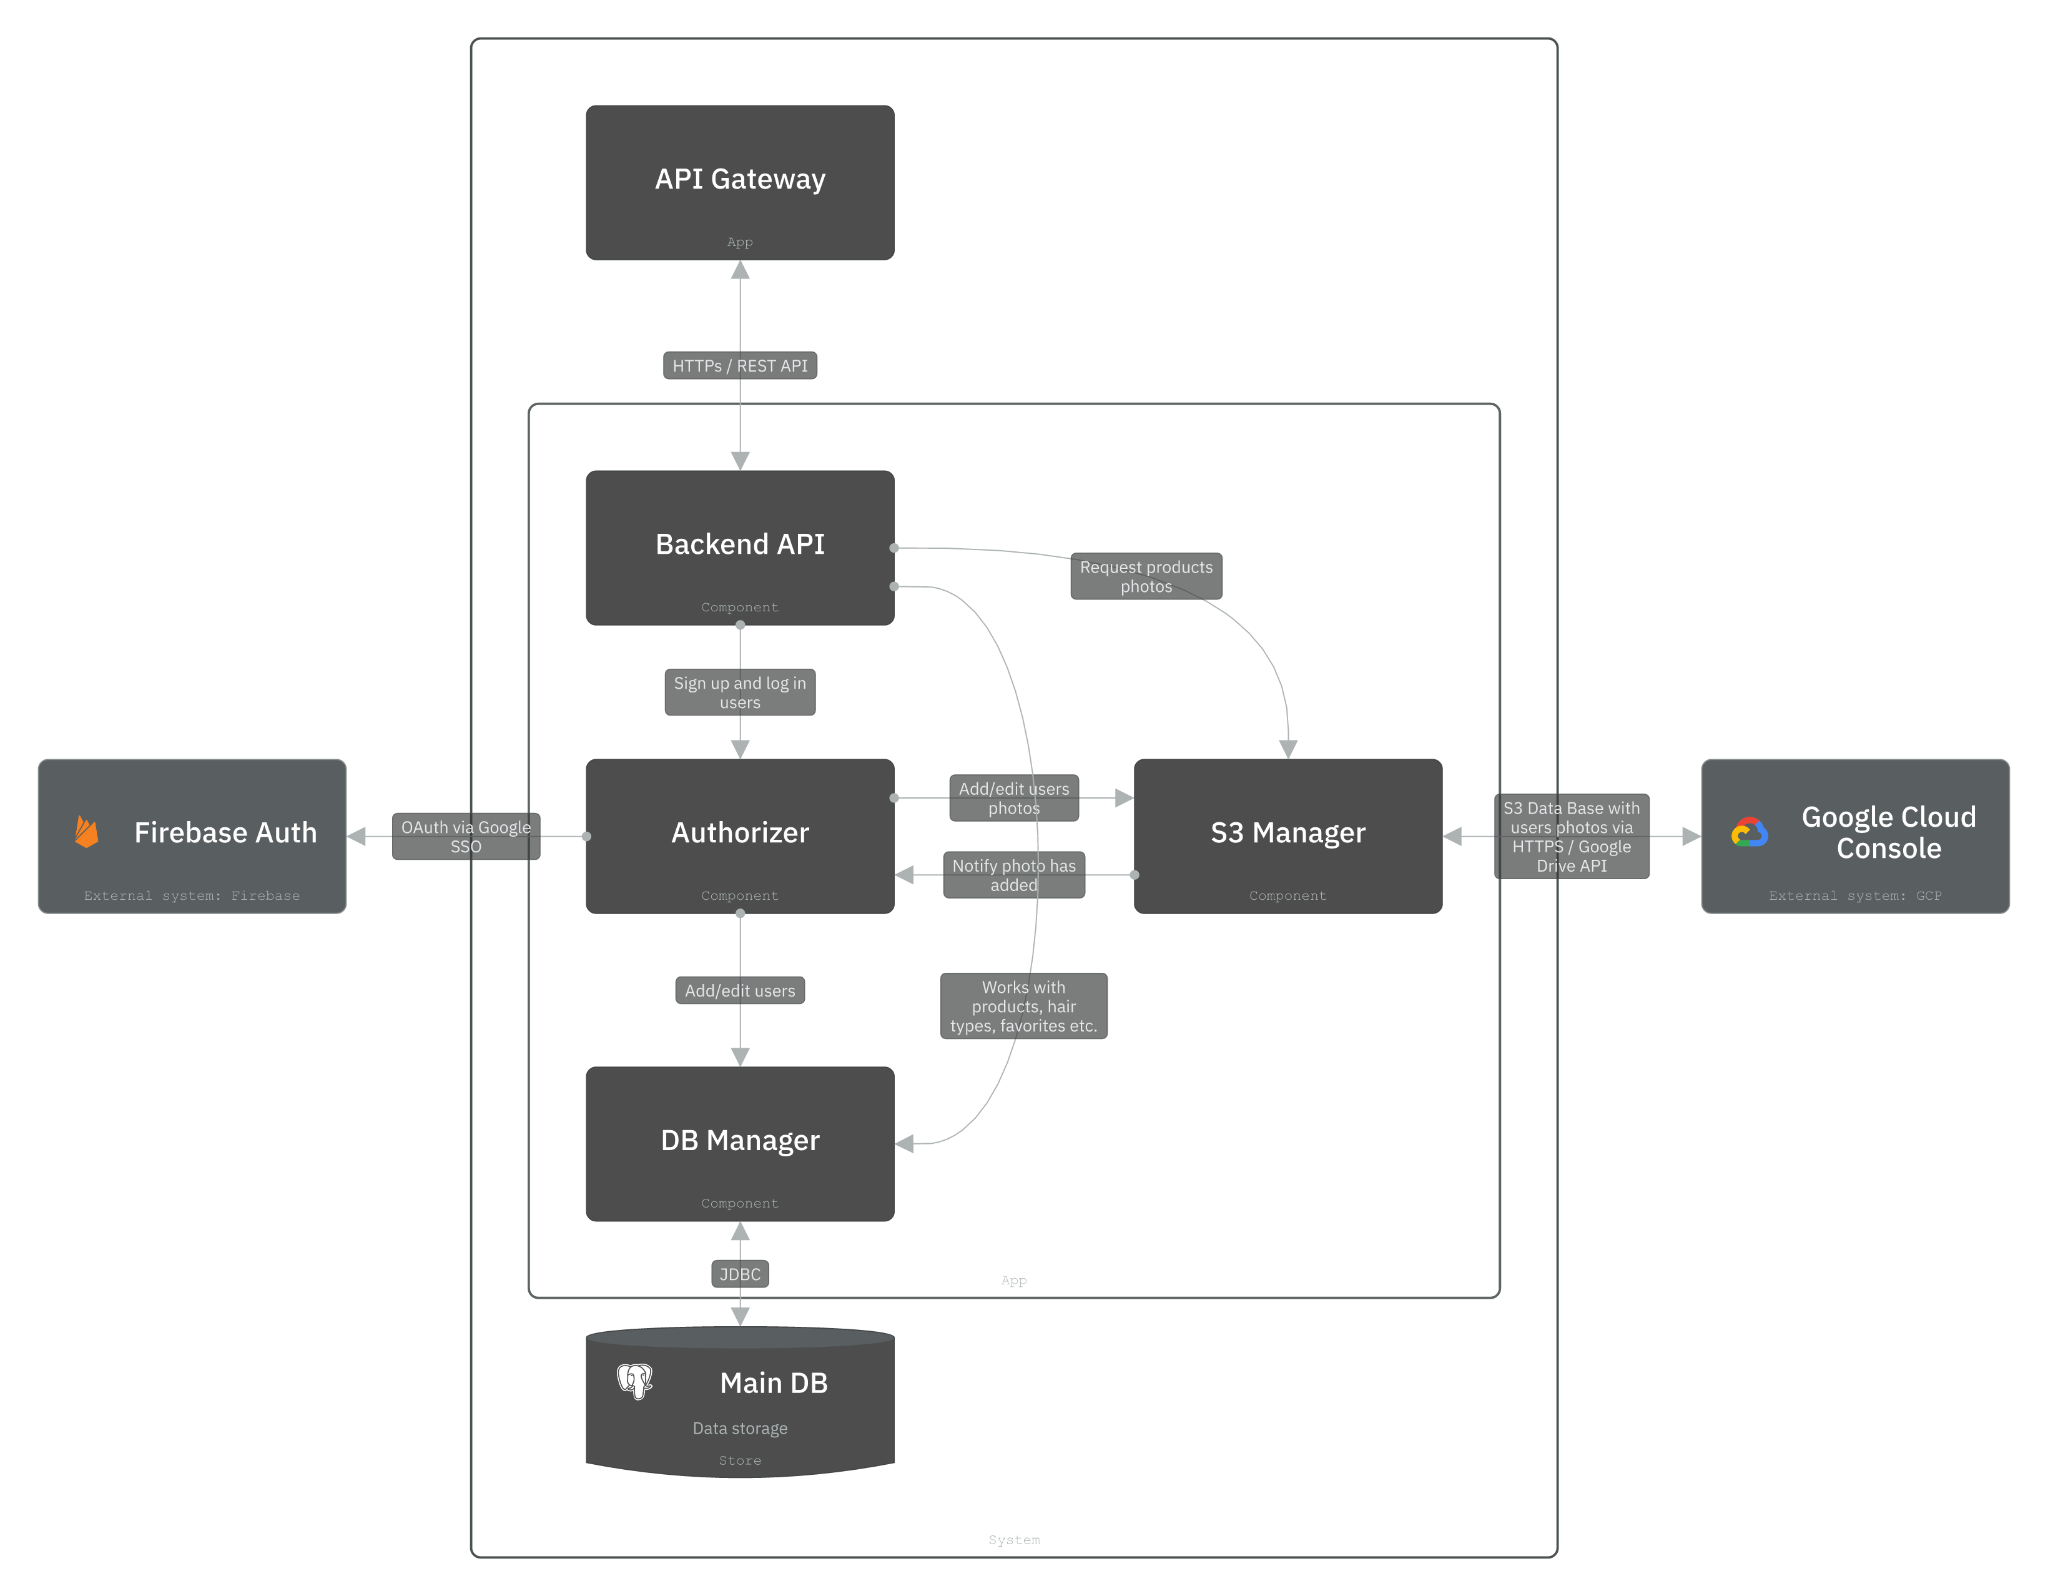 API Gateway
App
HTTPs / REST API
Backend API
Component
Request products
photos
Sign up and log in
users
Firebase Auth
External system: Firebase
OAuth via Google
SSO
Authorizer
Component
Add/edit users
photos
Notify photo has
added
S3 Manager
Component
S3 Data Base with
users photos via
HTTPS / Google
Drive API
Google Cloud
Console
External system: GCP
Add/edit users
Works with
products, hair
types, favorites etc.
DB Manager
Component
JDBC
App
Main DB
Data storage
Store
System